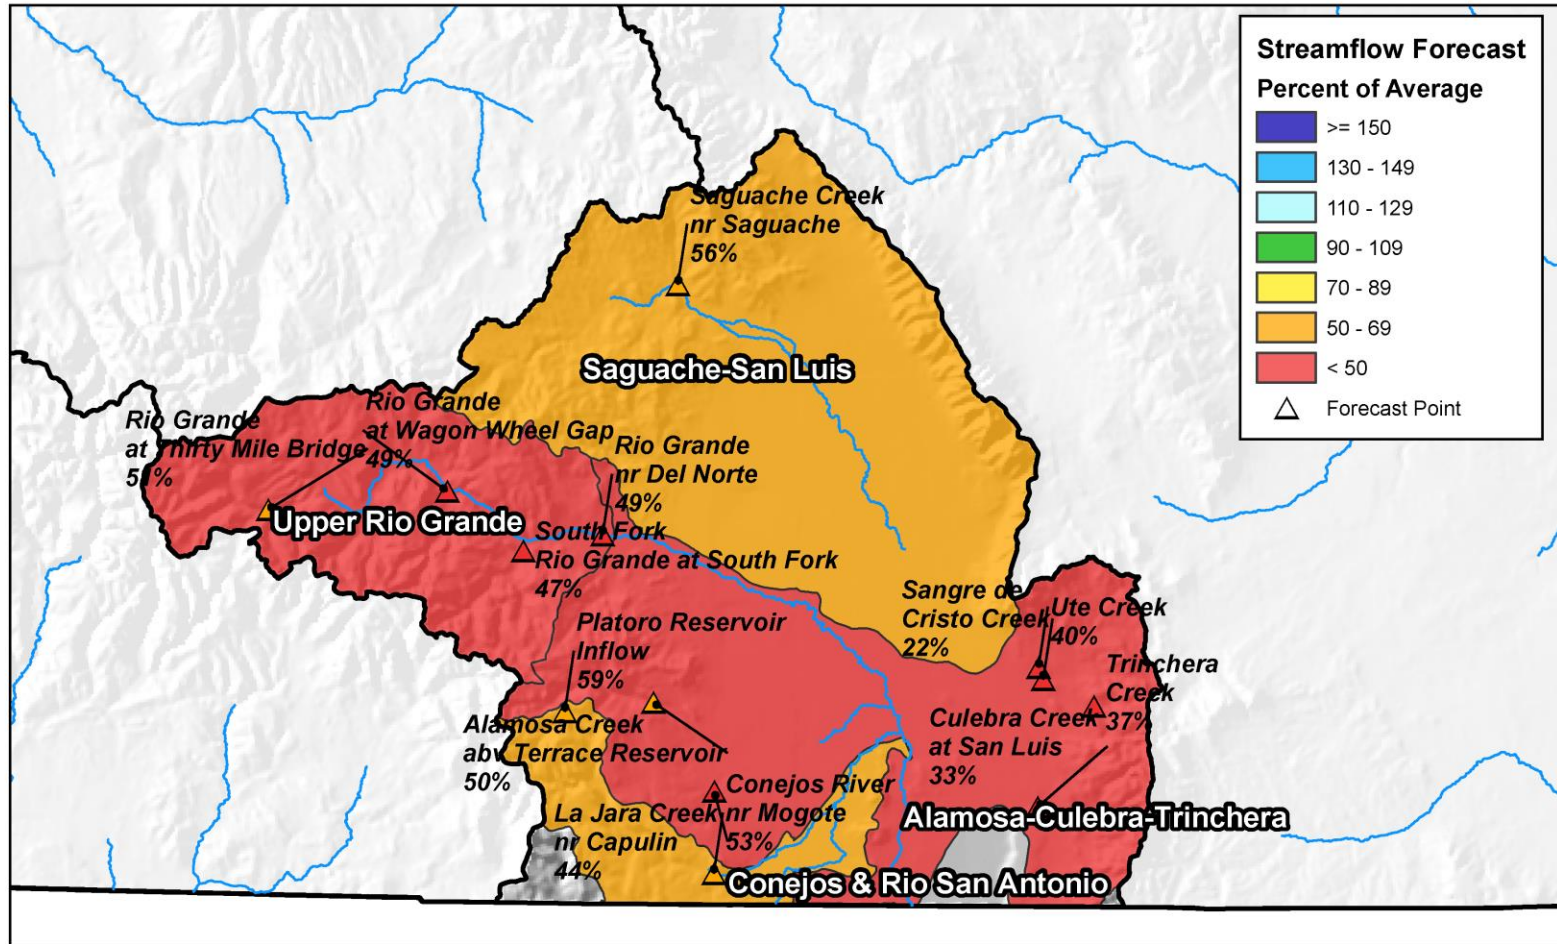 Streamflow Forecast
Percent of Average
>= 150
130 - 149
110 - 129
90 - 109
70 - 89
50 - 69
< 50
Forecast Point
Saguache Creek
nr Saguache
56%
Saguache-San Luis
Rio Grande
at Thirty Mile Bridge
51%
Rio Grande
at Wagon Wheel Gap
49%
Rio Grande
nr Del Norte
49%
Upper Rio Grande
South Fork
Rio Grande at South Fork
47%
Sangre de
Cristo Creek
22%
Ute Creek
40%
Platoro Reservoir
Inflow
59%
Trinchera
Creek
37%
Alamosa Creek
abv Terrace Reservoir
50%
Culebra Creek
at San Luis
33%
Conejos River
nr Mogote
53%
La Jara Creek
nr Capulin
44%
Alamosa-Culebra-Trinchera
Conejos & Rio San Antonio